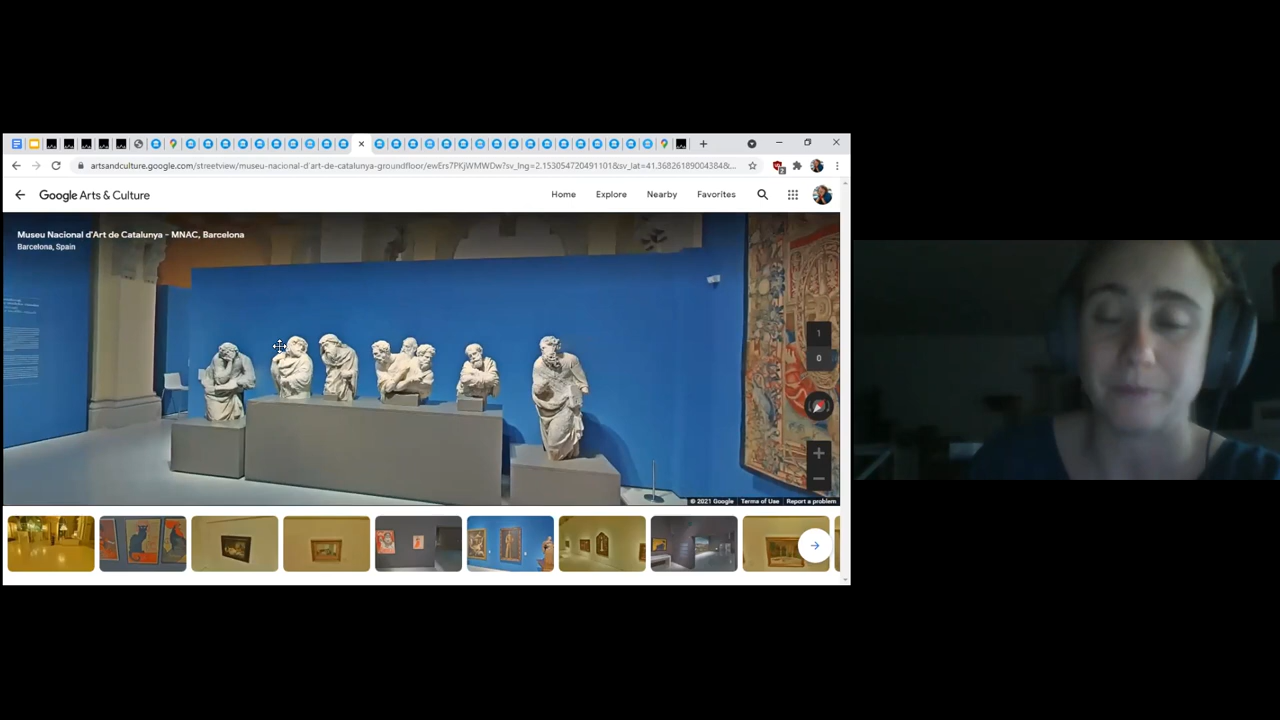 artsandculture.google.com/streetview/museu-nacional-d'art-de-catalunya-groundfloor/ewErs7PKjWMWDw?sv_lng=2.153054720491101&sv_lat=41.368261890043846&...
Google Arts & Culture
Home
Explore
Nearby
Favorites
Museu Nacional d'Art de Catalunya - MNAC, Barcelona
Barcelona, Spain
1
0
© 2021 Google
Terms of Use
Report a problem